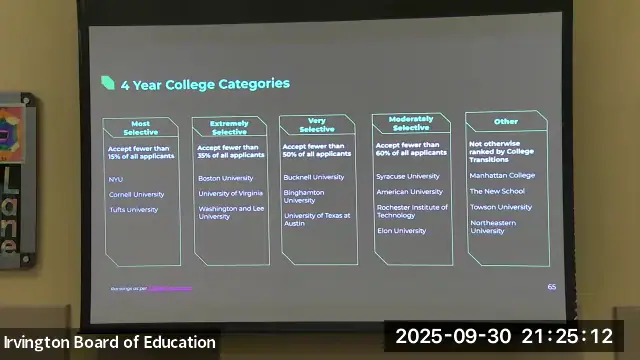 4 Year College Categories
Most
Selective
Accept fewer than
15% of all applicants
NYU
Cornell University
Tufts University
Extremely
Selective
Accept fewer than
35% of all applicants
Boston University
University of Virginia
Washington and Lee
University
Very
Selective
Accept fewer than
50% of all applicants
Bucknell University
Binghamton
University
University of Texas at
Austin
Moderately
Selective
Accept fewer than
60% of all applicants
Syracuse University
American University
Rochester Institute of
Technology
Elon University
Other
Not otherwise
ranked by College
Transitions
Manhattan College
The New School
Towson University
Northeastern
University
Rankings as per
65
Lane
Irvington Board of Education
2025-09-30 21:25:12